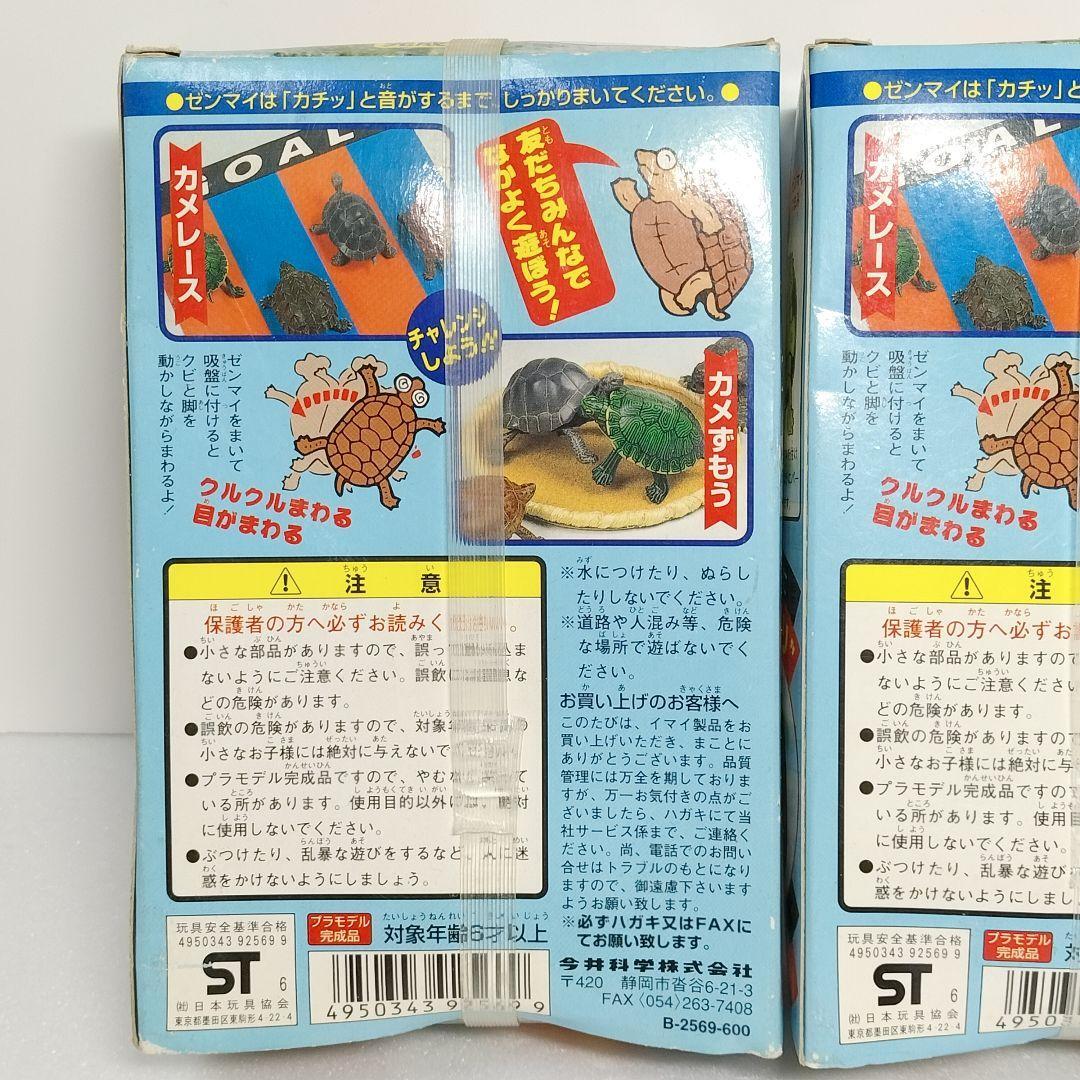 ●ゼンマイは「カチッ」と音がするまで、しっかりまいてください。●
GOAL
カメレース
友だちみんなで
なかよく遊ぼう！
チャレンジ
しよう!!
カメずもう
ゼンマイをまいて
吸盤に付けると
クビと脚を
動かしながらまわるよ！
クルクルまわる
目がまわる
注意
保護者の方へ必ずお読みく
●小さな部品がありますので、誤っ
ないようにご注意ください。誤飲
どの危険があります。
●誤飲の危険がありますので、対象
小さなお子様には絶対に与えないで
●プラモデル完成品ですので、やむ
いる所があります。使用目的以外
に使用しないでください。
●ぶつけたり、乱暴な遊びをするなど、人に迷
惑をかけないようにしましょう。
※水につけたり、ぬらし
たりしないでください。
※道路や人混み等、危険
な場所で遊ばないでく
ださい。
お買い上げのお客様へ
このたびは、イマイ製品をお
買い上げいただき、まことに
ありがとうございます。品質
管理には万全を期しておりま
すが、万一お気付きの点がご
ざいましたら、ハガキにて当
社サービス係まで、ご連絡く
ださい。尚、電話でのお問い
合せはトラブルのもとになり
ますので、御遠慮下さいます
ようお願い致します。
※必ずハガキ又はFAXに
てお願い致します。
今井科学株式会社
〒420 静岡市沓谷6-21-3
FAX〈054〉263-7408
B-2569-600
玩具安全基準合格
4950343 92569 9
ST 6
㈳日本玩具協会
東京都墨田区東駒形4-22-4
プラモデル
完成品
対象年齢6才以上
4950343 925699
●ゼンマイは「カチッ」と
GOAL
カメレース
ゼンマイをまいて
吸盤に付けると
クビと脚を
動かしながらまわるよ！
クルクルまわる
目がまわる
注
保護者の方へ必ずお
●小さな部品がありますので
ないようにご注意くださ
どの危険があります。
●誤飲の危険がありますので、
小さなお子様には絶対に与
●プラモデル完成品ですので
いる所があります。使用目
に使用しないでください。
●ぶつけたり、乱暴な遊び
惑をかけないようにしまし
玩具安全基準合格
4950343 92569 9
ST 6
㈳日本玩具協会
東京都墨田区東駒形4-22-4
プラモデル
完成品
対
4950